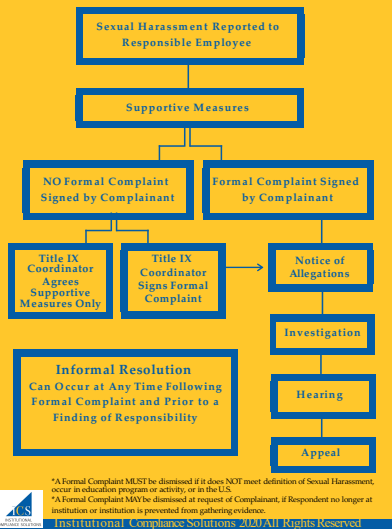 Sexual Harassment Reported to
Responsible Employee
Supportive Measures
NO Formal Complaint
Signed by Complainant
Formal Complaint Signed
by Complainant
Title IX
Coordinator
Agrees
Supportive
Measures Only
Title IX
Coordinator
Signs Formal
Complaint
Notice of
Allegations
Investigation
Informal Resolution
Can Occur at Any Time Following
Formal Complaint and Prior to a
Finding of Responsibility
Hearing
Appeal
*A Formal Complaint MUST be dismissed if it does NOT meet definition of Sexual Harassment,
occur in education program or activity, or in the U.S.
*A Formal Complaint MAY be dismissed at request of Complainant, if Respondent no longer at
institution or institution is prevented from gathering evidence.
ICS
INSTITUTIONAL
COMPLIANCE SOLUTIONS
Institutional Compliance Solutions 2020 All Rights Reserved